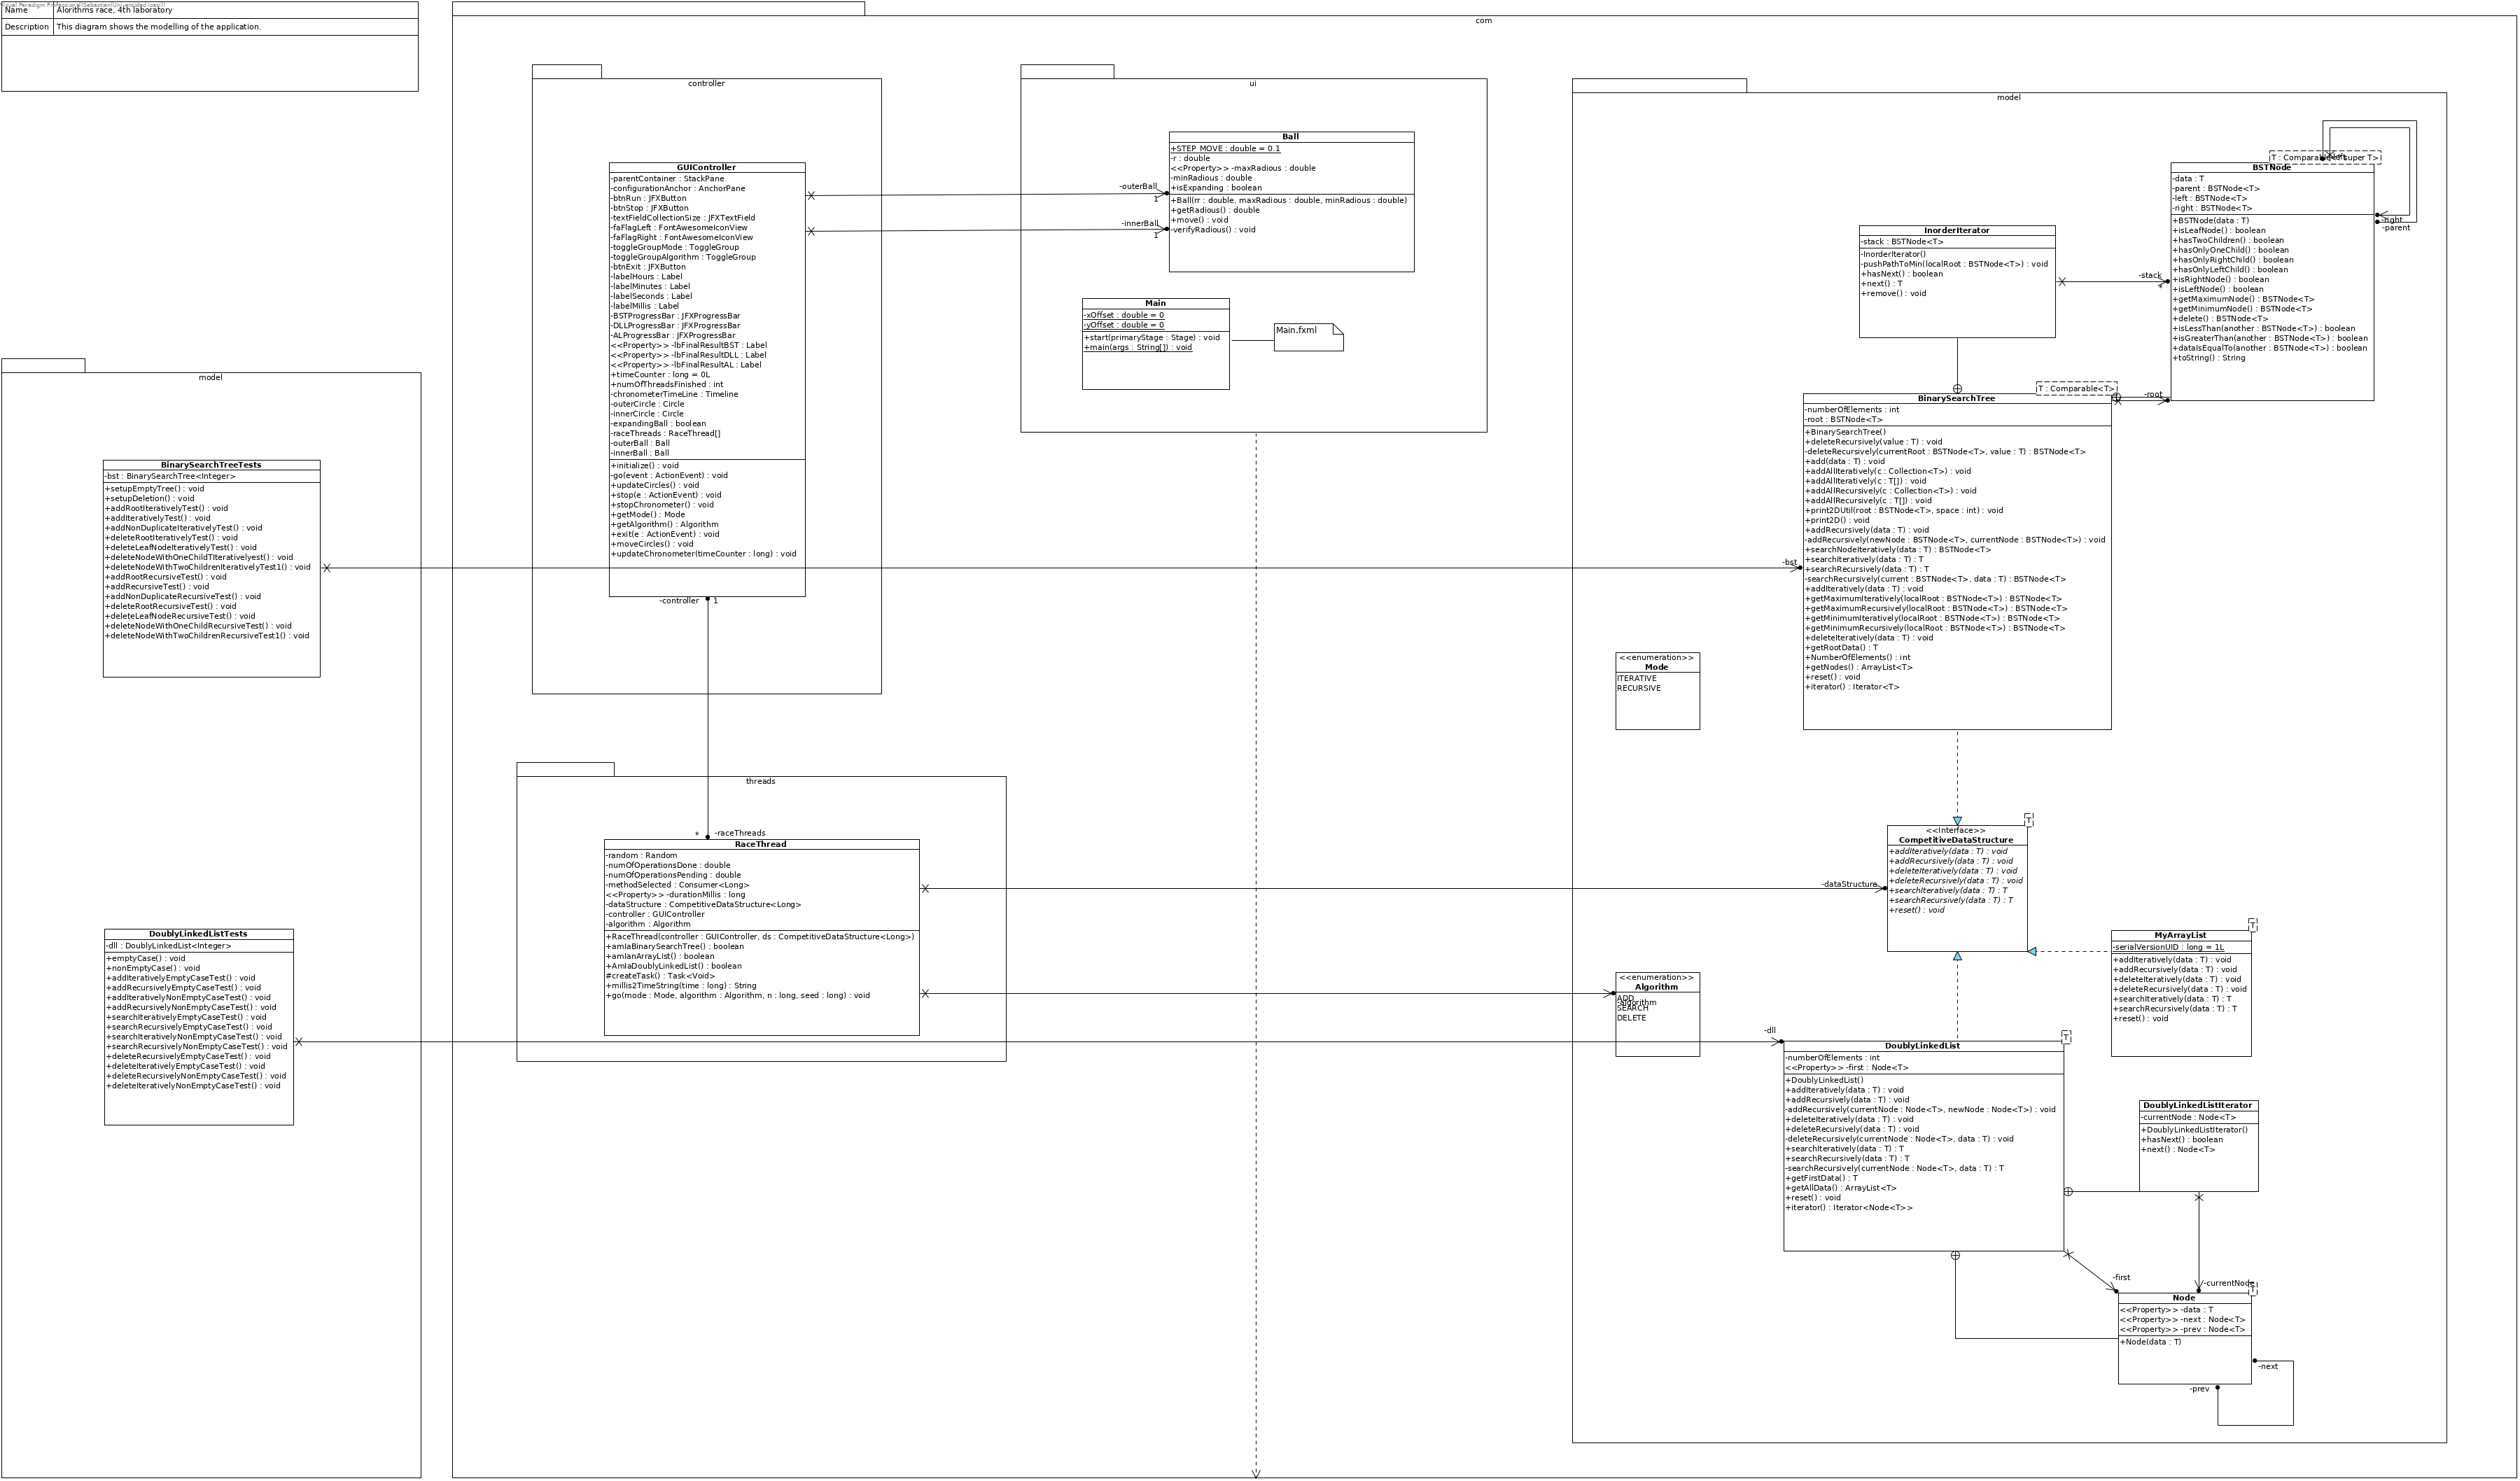 Visual Paradigm Professional(Sebastian(Universidad Icesi))
Name
Alorithms race, 4th laboratory
Description
This diagram shows the modelling of the application.
com
controller
GUIController
-parentContainer : StackPane
-configurationAnchor : AnchorPane
-btnRun : JFXButton
-btnStop : JFXButton
-textFieldCollectionSize : JFXTextField
-faFlagLeft : FontAwesomeIconView
-faFlagRight : FontAwesomeIconView
-toggleGroupMode : ToggleGroup
-toggleGroupAlgorithm : ToggleGroup
-btnExit : JFXButton
-labelHours : Label
-labelMinutes : Label
-labelSeconds : Label
-labelMillis : Label
-BSTProgressBar : JFXProgressBar
-DLLProgressBar : JFXProgressBar
-ALProgressBar : JFXProgressBar
<<Property>> -lbFinalResultBST : Label
<<Property>> -lbFinalResultDLL : Label
<<Property>> -lbFinalResultAL : Label
+timeCounter : long = 0L
+numOfThreadsFinished : int
-chronometerTimeLine : Timeline
-outerCircle : Circle
-innerCircle : Circle
-expandingBall : boolean
-raceThreads : RaceThread[]
-outerBall : Ball
-innerBall : Ball
+initialize() : void
-go(event : ActionEvent) : void
+updateCircles() : void
+stop(e : ActionEvent) : void
+stopChronometer() : void
+getMode() : Mode
+getAlgorithm() : Algorithm
+exit(e : ActionEvent) : void
+moveCircles() : void
+updateChronometer(timeCounter : long) : void
-controller
1
ui
-outerBall
1
-innerBall
1
Ball
+STEP_MOVE : double = 0.1
-r : double
<<Property>> -maxRadious : double
-minRadious : double
+isExpanding : boolean
+Ball(rr : double, maxRadious : double, minRadious : double)
+getRadious() : double
+move() : void
-verifyRadious() : void
Main
-xOffset : double = 0
-yOffset : double = 0
+start(primaryStage : Stage) : void
+main(args : String[]) : void
Main.fxml
model
T : Comparable<? super T>
-left
BSTNode
-data : T
-parent : BSTNode<T>
-left : BSTNode<T>
-right : BSTNode<T>
+BSTNode(data : T)
+isLeafNode() : boolean
+hasTwoChildren() : boolean
+hasOnlyOneChild() : boolean
+hasOnlyRightChild() : boolean
+hasOnlyLeftChild() : boolean
+isRightNode() : boolean
+isLeftNode() : boolean
+getMaximumNode() : BSTNode<T>
+getMinimumNode() : BSTNode<T>
+delete() : BSTNode<T>
+isLessThan(another : BSTNode<T>) : boolean
+isGreaterThan(another : BSTNode<T>) : boolean
+dataIsEqualTo(another : BSTNode<T>) : boolean
+toString() : String
-right
-parent
InorderIterator
-stack : BSTNode<T>
-InorderIterator()
-pushPathToMin(localRoot : BSTNode<T>) : void
+hasNext() : boolean
+next() : T
+remove() : void
-stack
*
T : Comparable<T>
-root
BinarySearchTree
-numberOfElements : int
-root : BSTNode<T>
+BinarySearchTree()
+deleteRecursively(value : T) : void
-deleteRecursively(currentRoot : BSTNode<T>, value : T) : BSTNode<T>
+add(data : T) : void
+addAllIteratively(c : Collection<T>) : void
+addAllIteratively(c : T[]) : void
+addAllRecursively(c : Collection<T>) : void
+addAllRecursively(c : T[]) : void
+print2DUtil(root : BSTNode<T>, space : int) : void
+print2D() : void
+addRecursively(data : T) : void
-addRecursively(newNode : BSTNode<T>, currentNode : BSTNode<T>) : void
+searchNodeIteratively(data : T) : BSTNode<T>
+searchIteratively(data : T) : T
+searchRecursively(data : T) : T
-searchRecursively(current : BSTNode<T>, data : T) : BSTNode<T>
+addIteratively(data : T) : void
+getMaximumIteratively(localRoot : BSTNode<T>) : BSTNode<T>
+getMaximumRecursively(localRoot : BSTNode<T>) : BSTNode<T>
+getMinimumIteratively(localRoot : BSTNode<T>) : BSTNode<T>
+getMinimumRecursively(localRoot : BSTNode<T>) : BSTNode<T>
+deleteIteratively(data : T) : void
+getRootData() : T
+NumberOfElements() : int
+getNodes() : ArrayList<T>
+reset() : void
+iterator() : Iterator<T>
-bst
<<enumeration>>
Mode
ITERATIVE
RECURSIVE
model
BinarySearchTreeTests
-bst : BinarySearchTree<Integer>
+setupEmptyTree() : void
+setupDeletion() : void
+addRootIterativelyTest() : void
+addIterativelyTest() : void
+addNonDuplicateIterativelyTest() : void
+deleteRootIterativelyTest() : void
+deleteLeafNodeIterativelyTest() : void
+deleteNodeWithOneChildTIterativelyest() : void
+deleteNodeWithTwoChildrenIterativelyTest1() : void
+addRootRecursiveTest() : void
+addRecursiveTest() : void
+addNonDuplicateRecursiveTest() : void
+deleteRootRecursiveTest() : void
+deleteLeafNodeRecursiveTest() : void
+deleteNodeWithOneChildRecursiveTest() : void
+deleteNodeWithTwoChildrenRecursiveTest1() : void
DoublyLinkedListTests
-dll : DoublyLinkedList<Integer>
+emptyCase() : void
+nonEmptyCase() : void
+addIterativelyEmptyCaseTest() : void
+addRecursivelyEmptyCaseTest() : void
+addIterativelyNonEmptyCaseTest() : void
+addRecursivelyNonEmptyCaseTest() : void
+searchIterativelyEmptyCaseTest() : void
+searchRecursivelyEmptyCaseTest() : void
+searchIterativelyNonEmptyCaseTest() : void
+searchRecursivelyNonEmptyCaseTest() : void
+deleteRecursivelyEmptyCaseTest() : void
+deleteIterativelyEmptyCaseTest() : void
+deleteRecursivelyNonEmptyCaseTest() : void
+deleteIterativelyNonEmptyCaseTest() : void
threads
*
-raceThreads
RaceThread
-random : Random
-numOfOperationsDone : double
-numOfOperationsPending : double
-methodSelected : Consumer<Long>
<<Property>> -durationMillis : long
-dataStructure : CompetitiveDataStructure<Long>
-controller : GUIController
-algorithm : Algorithm
+RaceThread(controller : GUIController, ds : CompetitiveDataStructure<Long>)
+amIaBinarySearchTree() : boolean
+amIanArrayList() : boolean
+AmIaDoublyLinkedList() : boolean
#createTask() : Task<Void>
+millis2TimeString(time : long) : String
+go(mode : Mode, algorithm : Algorithm, n : long, seed : long) : void
-dataStructure
T
<<Interface>>
CompetitiveDataStructure
+addIteratively(data : T) : void
+addRecursively(data : T) : void
+deleteIteratively(data : T) : void
+deleteRecursively(data : T) : void
+searchIteratively(data : T) : T
+searchRecursively(data : T) : T
+reset() : void
T
MyArrayList
-serialVersionUID : long = 1L
+addIteratively(data : T) : void
+addRecursively(data : T) : void
+deleteIteratively(data : T) : void
+deleteRecursively(data : T) : void
+searchIteratively(data : T) : T
+searchRecursively(data : T) : T
+reset() : void
<<enumeration>>
Algorithm
ADD
-algorithm
SEARCH
DELETE
-dll
T
DoublyLinkedList
-numberOfElements : int
<<Property>> -first : Node<T>
+DoublyLinkedList()
+addIteratively(data : T) : void
+addRecursively(data : T) : void
-addRecursively(currentNode : Node<T>, newNode : Node<T>) : void
+deleteIteratively(data : T) : void
+deleteRecursively(data : T) : void
-deleteRecursively(currentNode : Node<T>, data : T) : void
+searchIteratively(data : T) : T
+searchRecursively(data : T) : T
-searchRecursively(currentNode : Node<T>, data : T) : T
+getFirstData() : T
+getAllData() : ArrayList<T>
+reset() : void
+iterator() : Iterator<Node<T>>
DoublyLinkedListIterator
-currentNode : Node<T>
+DoublyLinkedListIterator()
+hasNext() : boolean
+next() : Node<T>
-first
-currentNode
T
Node
<<Property>> -data : T
<<Property>> -next : Node<T>
<<Property>> -prev : Node<T>
+Node(data : T)
-next
-prev